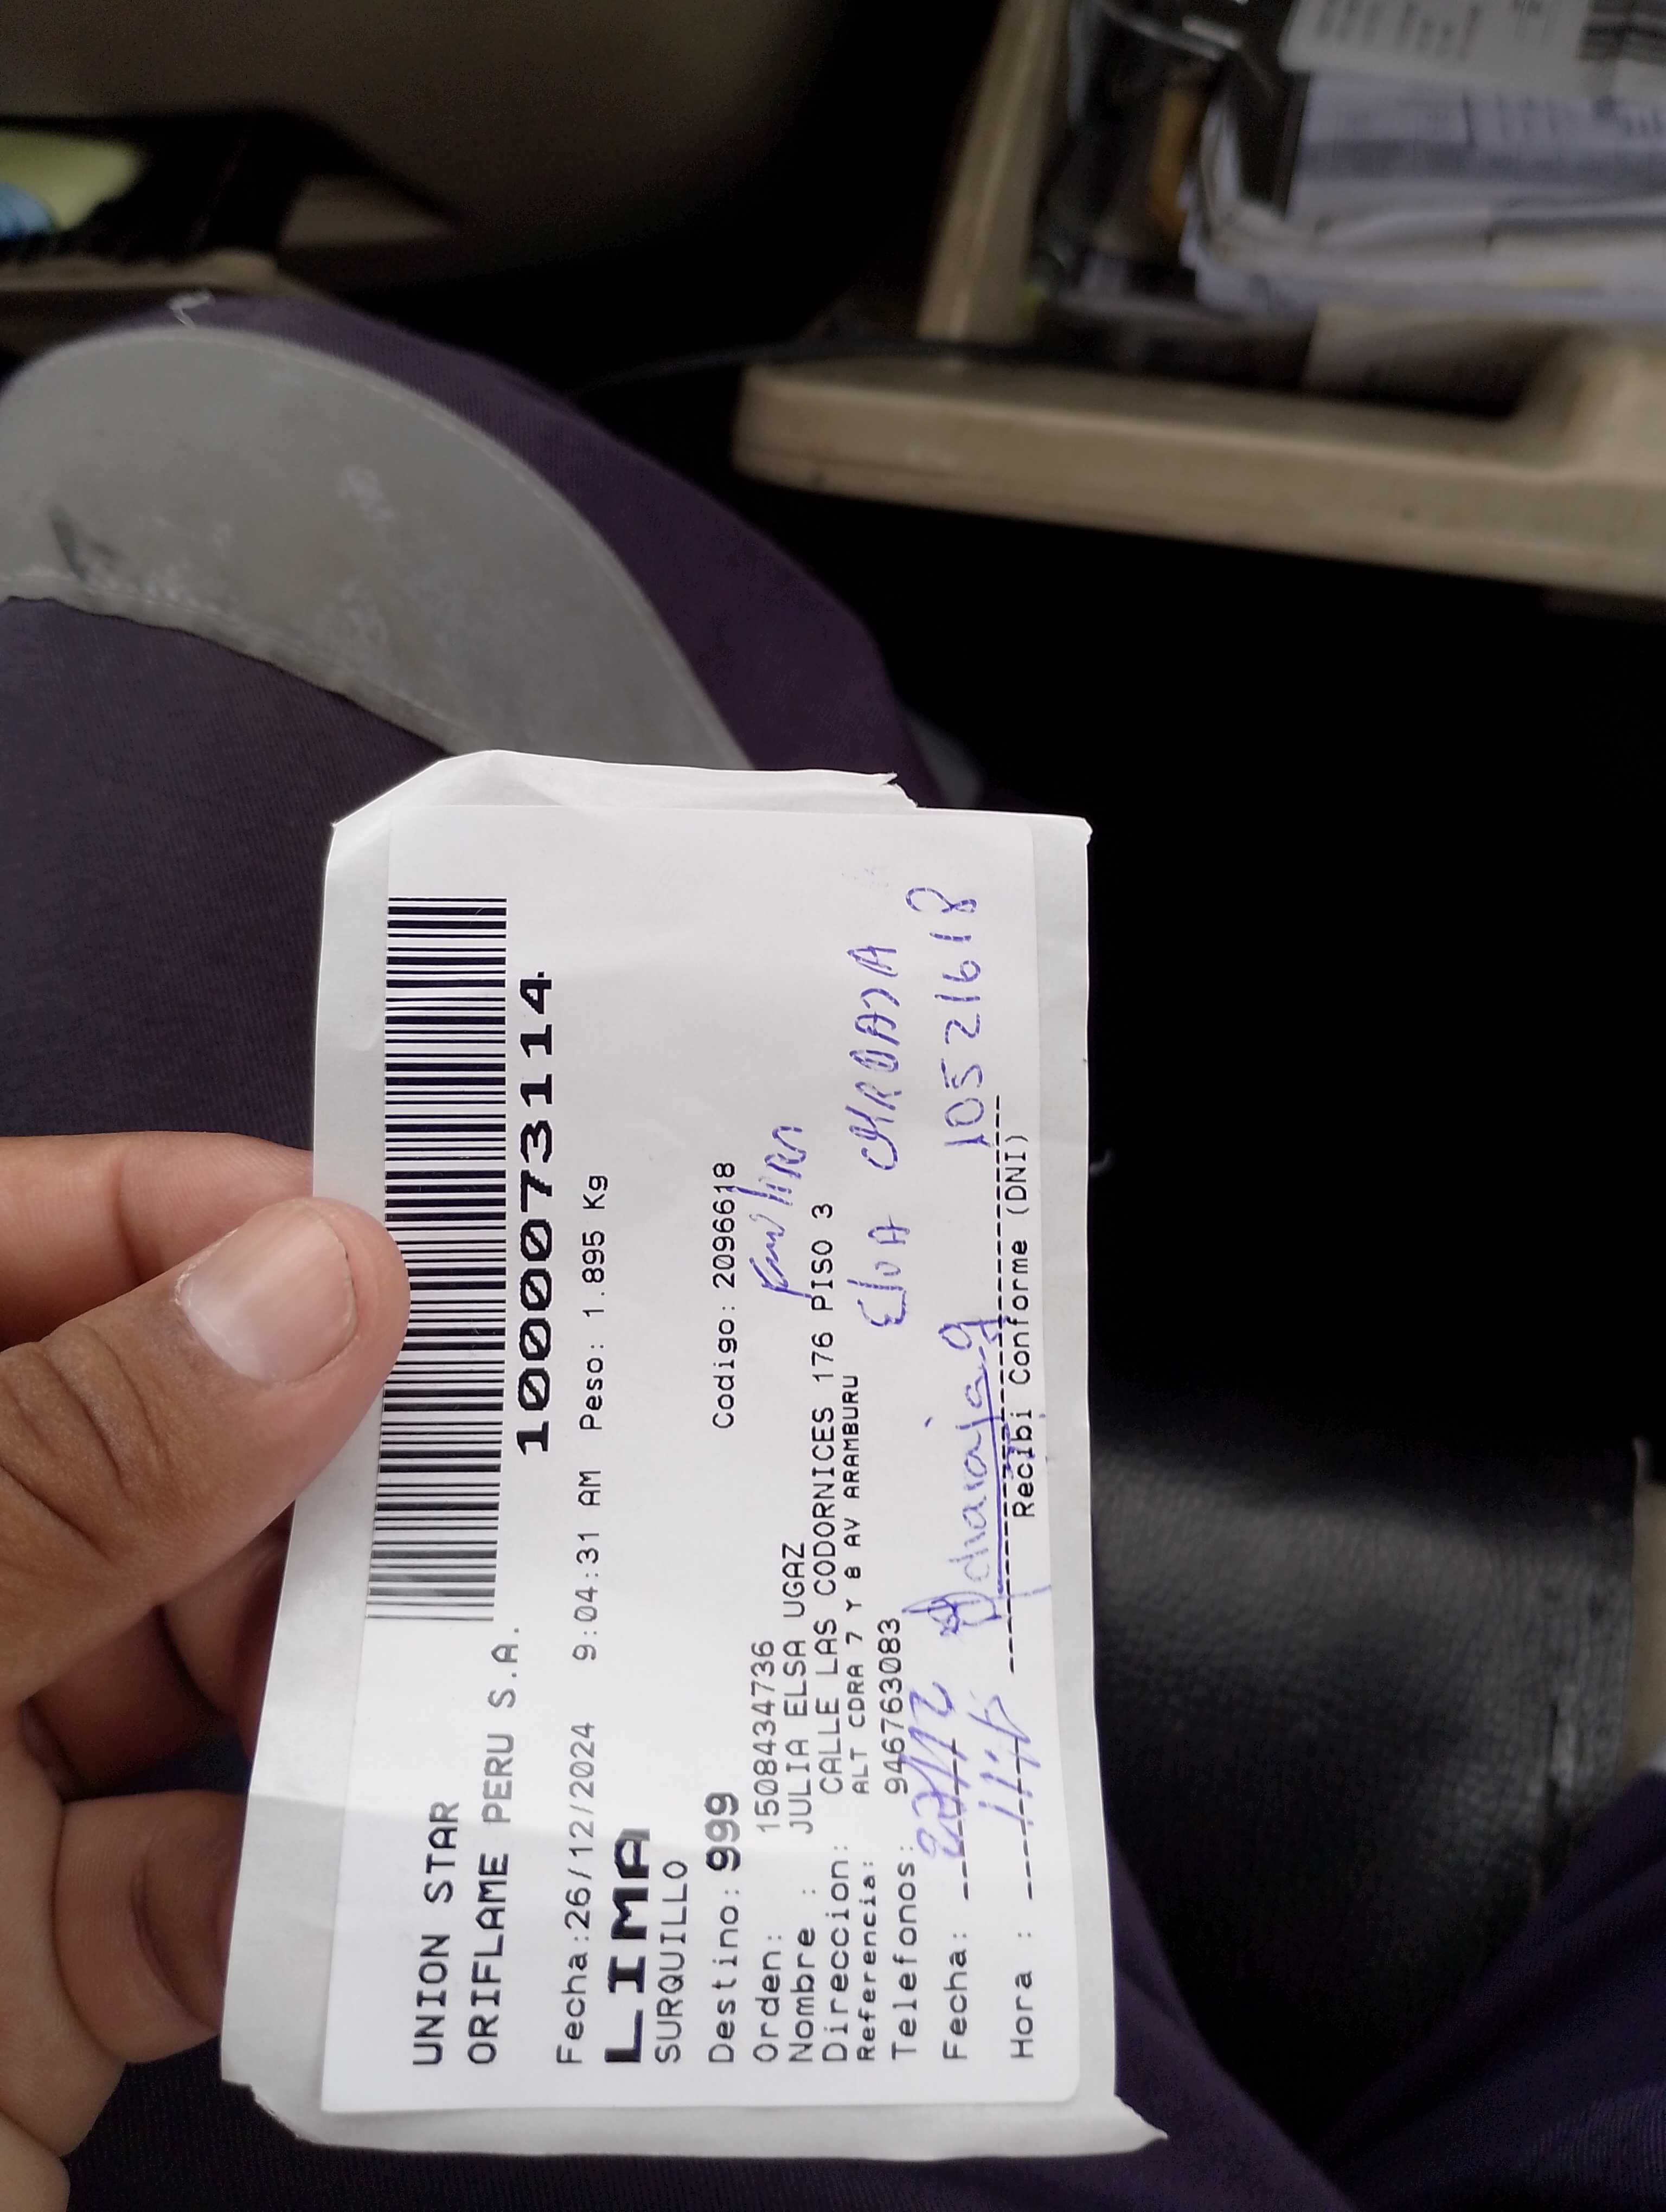 UNION STAR
ORIFLAME PERU S.A.
1000073114
Fecha:26/12/2024 9:04:31 AM Peso: 1.895 Kg
LIMA
SURQUILLO
Destino: 999 Codigo: 2096618
Orden: 1508434736
Nombre : JULIA ELSA UGAZ
Direccion: CALLE LAS CODORNICES 176 PISO 3
Referencia: ALT CDRA 7 Y 8 AV ARAMBURU
Telefonos: 946763083
Elva
10521618
Fecha:
Hora :
Recibi Conforme (DNI)